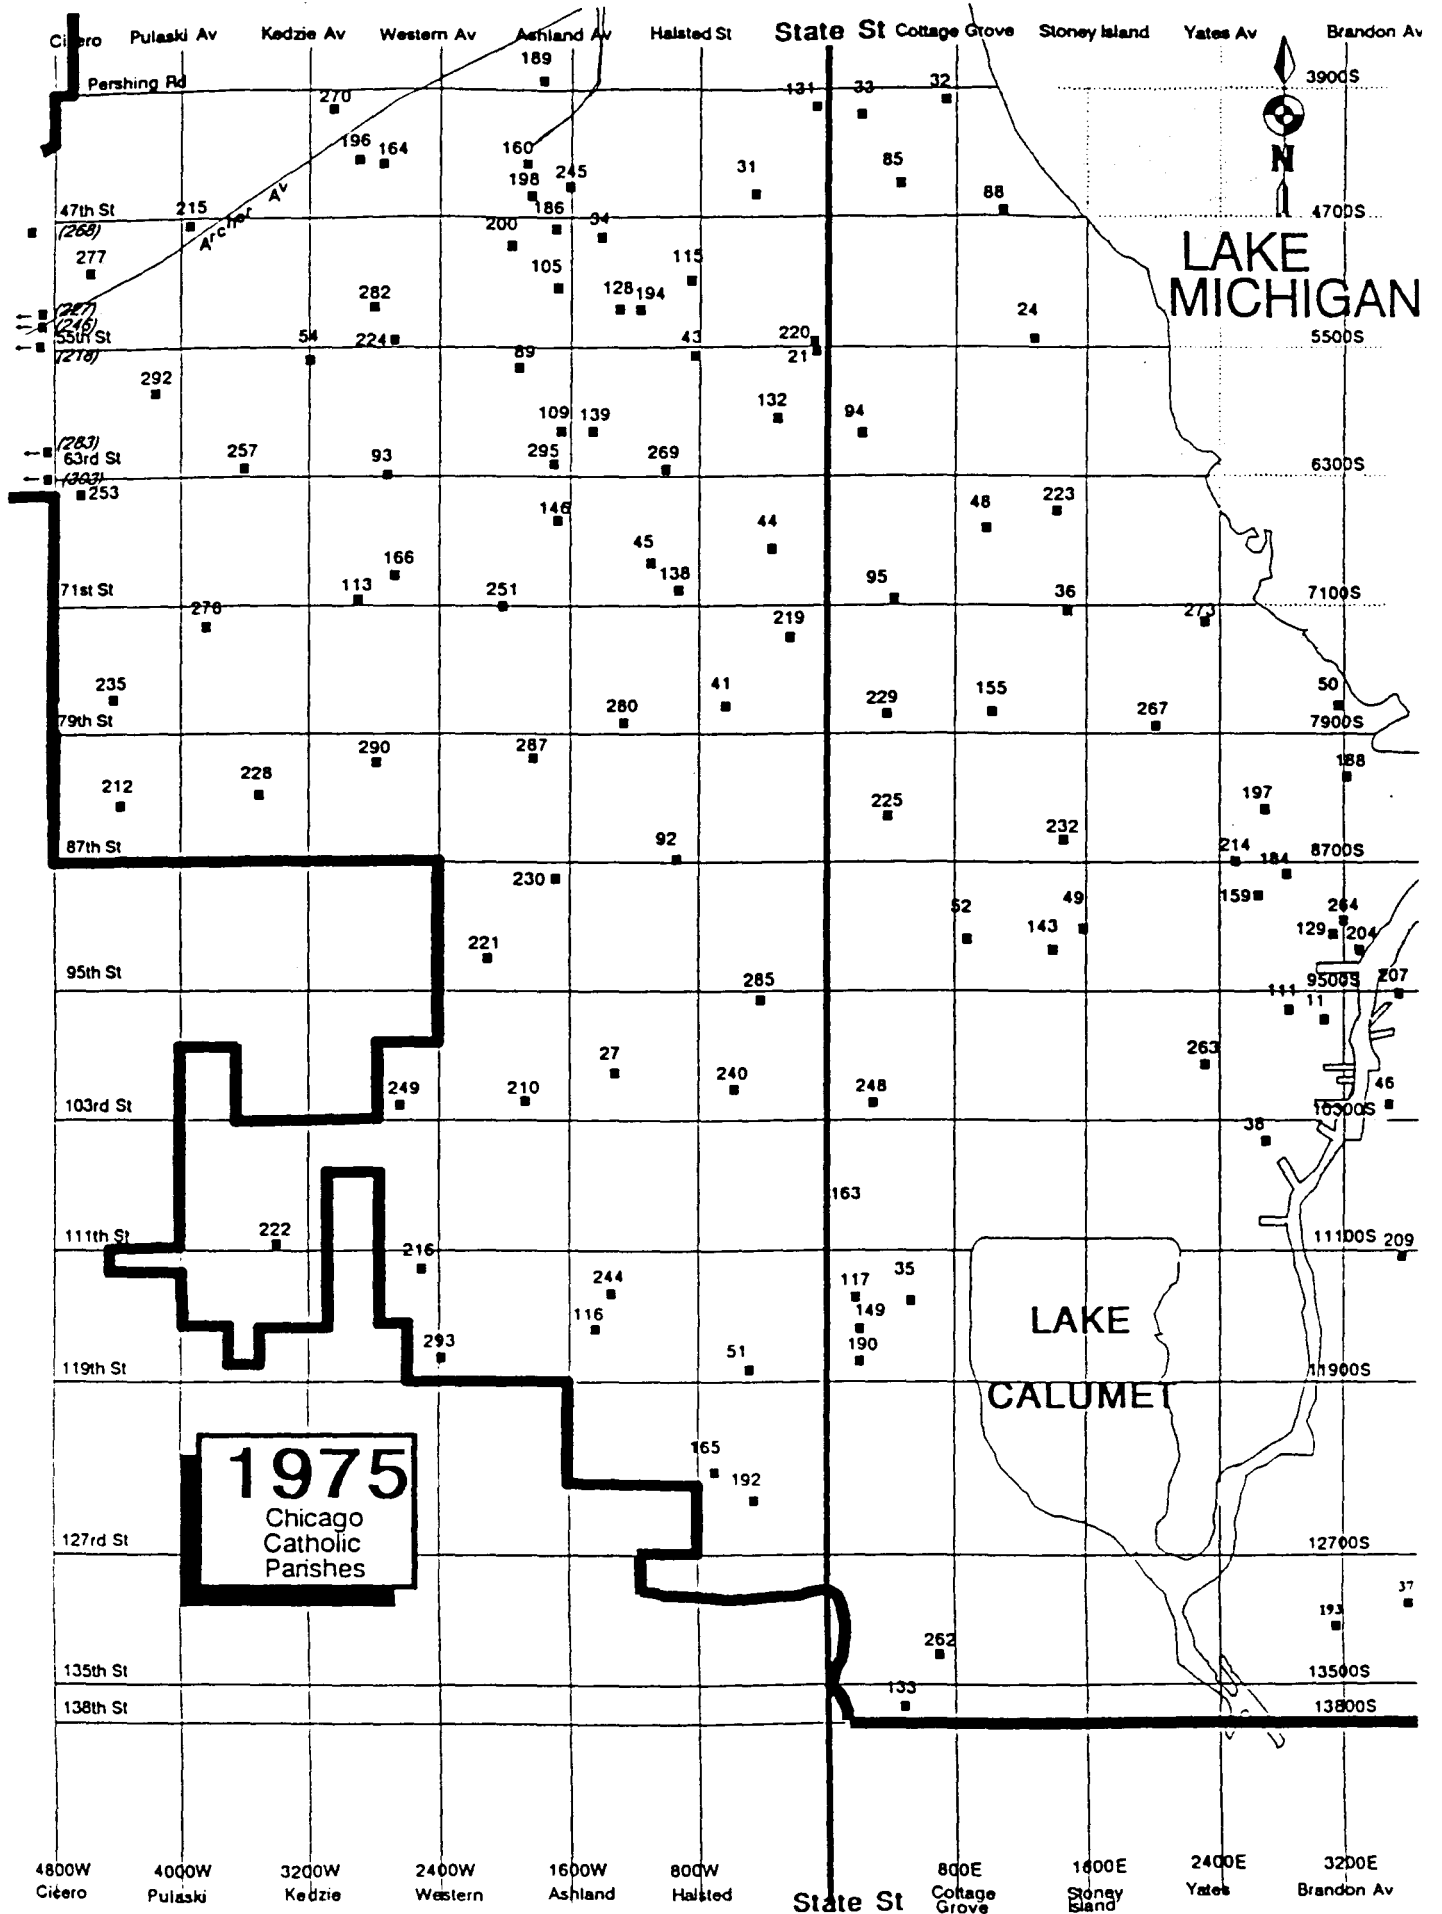 Cicero Pulaski Av Kedzie Av Western Av Ashland Av Halsted St State St Cottage Grove Stoney Island Yates Av Brandon Av
189
Pershing Rd 3900S
270 131 33 32
196 164 160 245 31 85
198 88
N
Archer Av
47th St 215 186 34 4700S
(268) 200
LAKE
MICHIGAN
277 105 115
282 128 194
(227) 24
(246)
55th St 54 224 43 220 5500S
(218) 89 21
292
132 94
109 139
(283)
63rd St 257 93 295 269 6300S
(303)
253
146 44 48 223
45
166 138
71st St 113 251 95 36 7100S
276 219 273
235 41 229 155 50
79th St 280 267 7900S
290 287 188
212 228 225 197
232
87th St 92 214 8700S
184
230 159
52 49 264
221 143 129 204
95th St 285 9500S 207
111 11
27 263
249 210 240 248 46
103rd St 10300S
38
163
111th St 222 11100S 209
216
244 117 35
LAKE
116 149
293 51 190
119th St 11900S
CALUMET
165
192
1975
Chicago
Catholic
Parishes
127rd St 12700S
37
193
262
135th St 13500S
133
138th St 13800S
4800W 4000W 3200W 2400W 1600W 800W 800E 1600E 2400E 3200E
Cicero Pulaski Kedzie Western Ashland Halsted State St Cottage Grove Stoney Island Yates Brandon Av